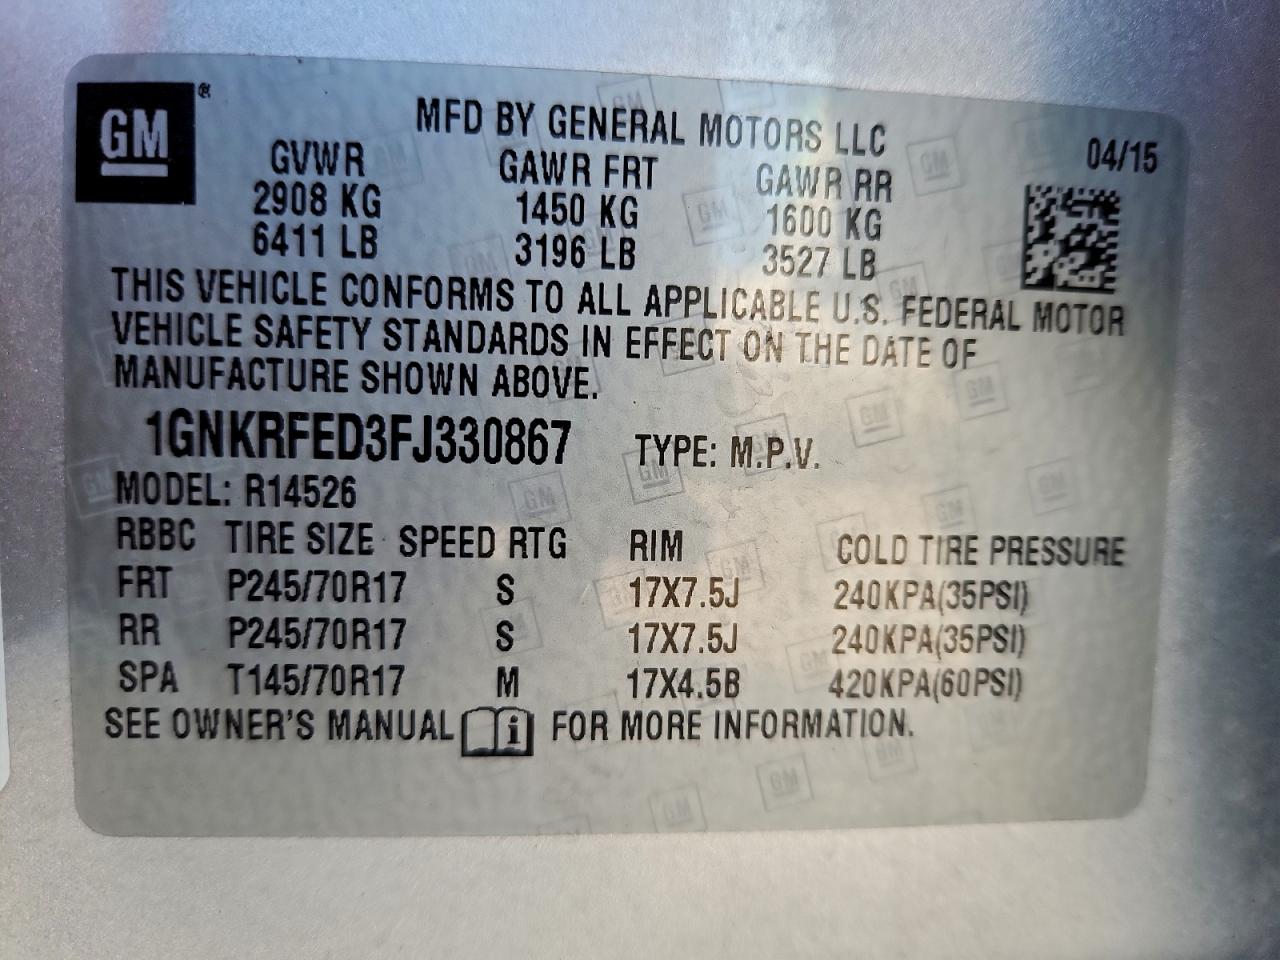 GM ®
MFD BY GENERAL MOTORS LLC
04/15
GVWR GAWR FRT GAWR RR
2908 KG 1450 KG 1600 KG
6411 LB 3196 LB 3527 LB
THIS VEHICLE CONFORMS TO ALL APPLICABLE U.S. FEDERAL MOTOR
VEHICLE SAFETY STANDARDS IN EFFECT ON THE DATE OF
MANUFACTURE SHOWN ABOVE.
1GNKRFED3FJ330867 TYPE: M.P.V.
MODEL: R14526
RBBC TIRE SIZE SPEED RTG RIM COLD TIRE PRESSURE
FRT P245/70R17 S 17X7.5J 240KPA(35PSI)
RR P245/70R17 S 17X7.5J 240KPA(35PSI)
SPA T145/70R17 M 17X4.5B 420KPA(60PSI)
SEE OWNER'S MANUAL i FOR MORE INFORMATION.